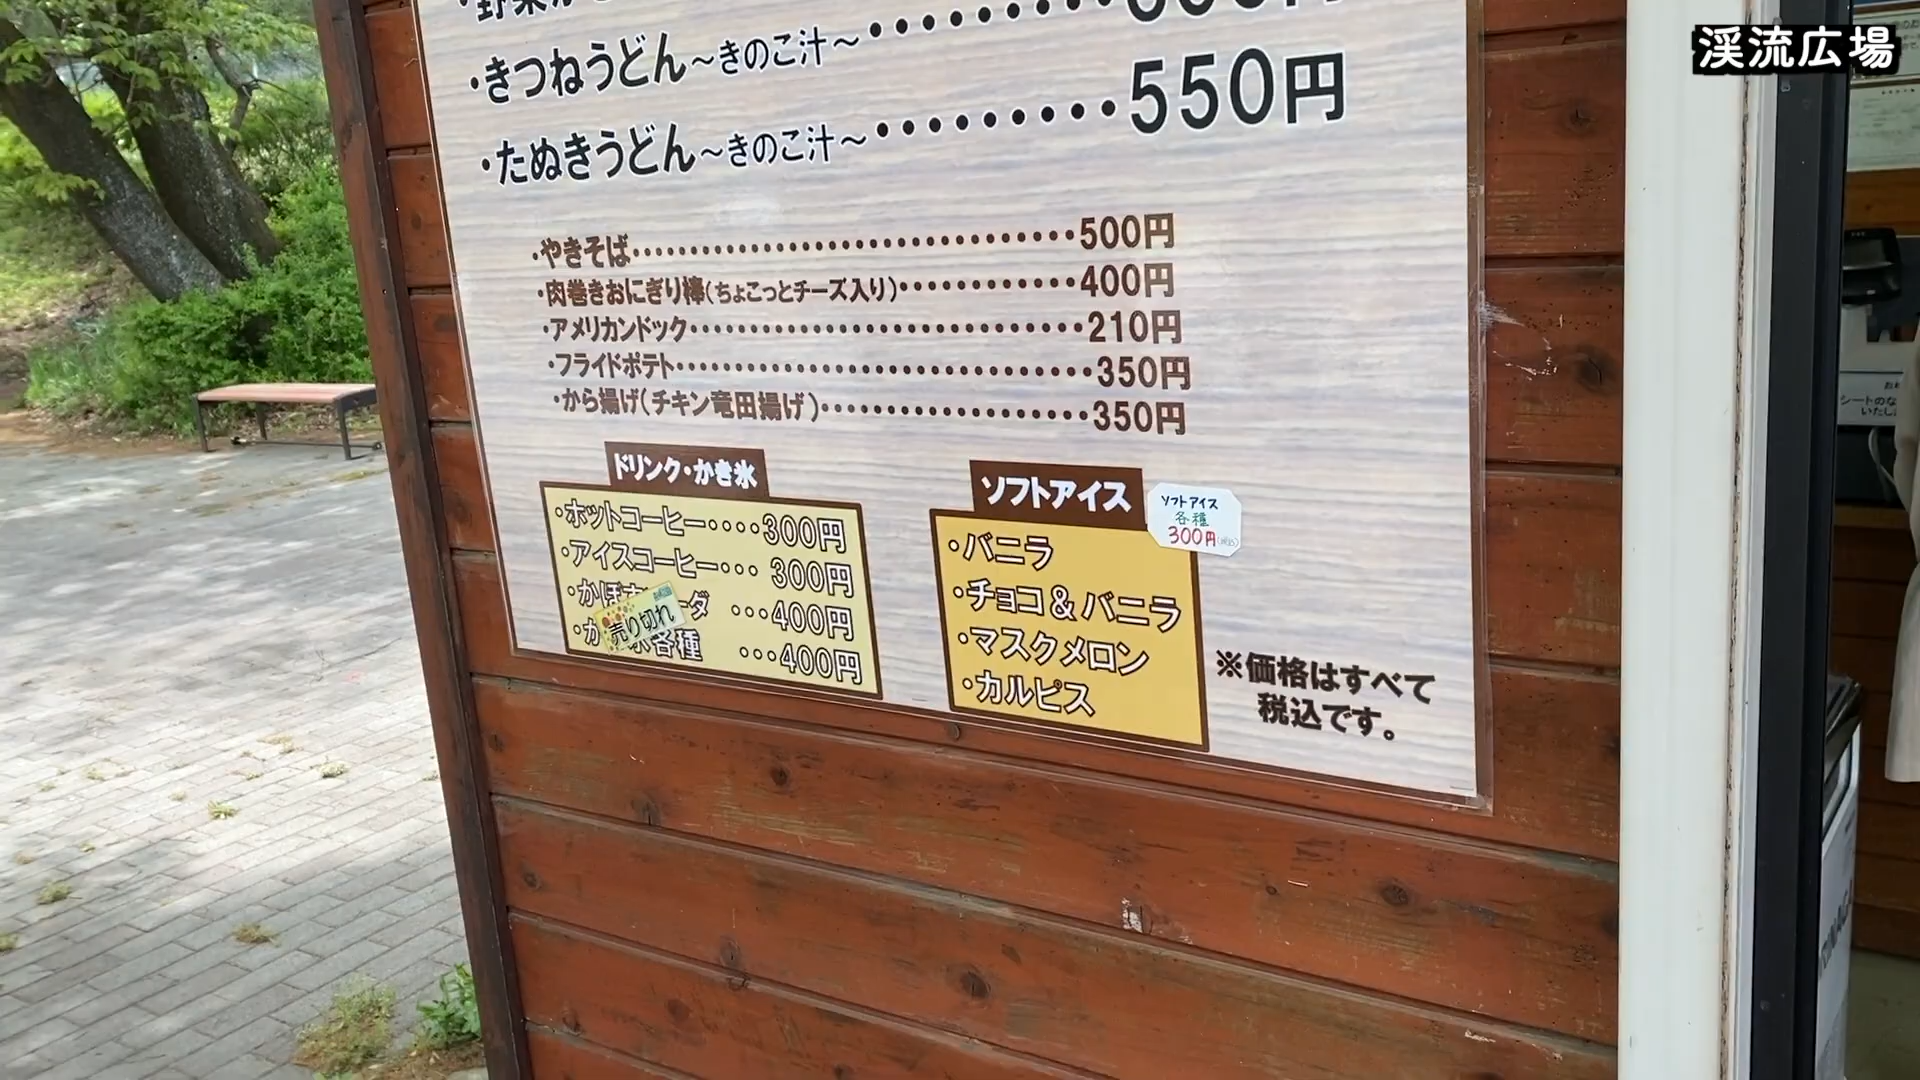 渓流広場
・きつねうどん～きのこ汁～
・たぬきうどん～きのこ汁～・・・・・・・・・550円
・やきそば・・・・・・・・・・500円
・肉巻きおにぎり棒(ちょこっとチーズ入り)・・・・・・・・・・400円
・アメリカンドック・・・・・・・・・・210円
・フライドポテト・・・・・・・・・・350円
・から揚げ(チキン竜田揚げ)・・・・・・・・・・350円
ドリンク・かき氷
・ホットコーヒー・・・・300円
・アイスコーヒー・・・300円
・かぼす ーダ ・・・400円
売り切れ
・か 氷各種 ・・・400円
ソフトアイス
ソフトアイス
各種
300円
・バニラ
・チョコ&バニラ
・マスクメロン
・カルピス
※価格はすべて
税込です。